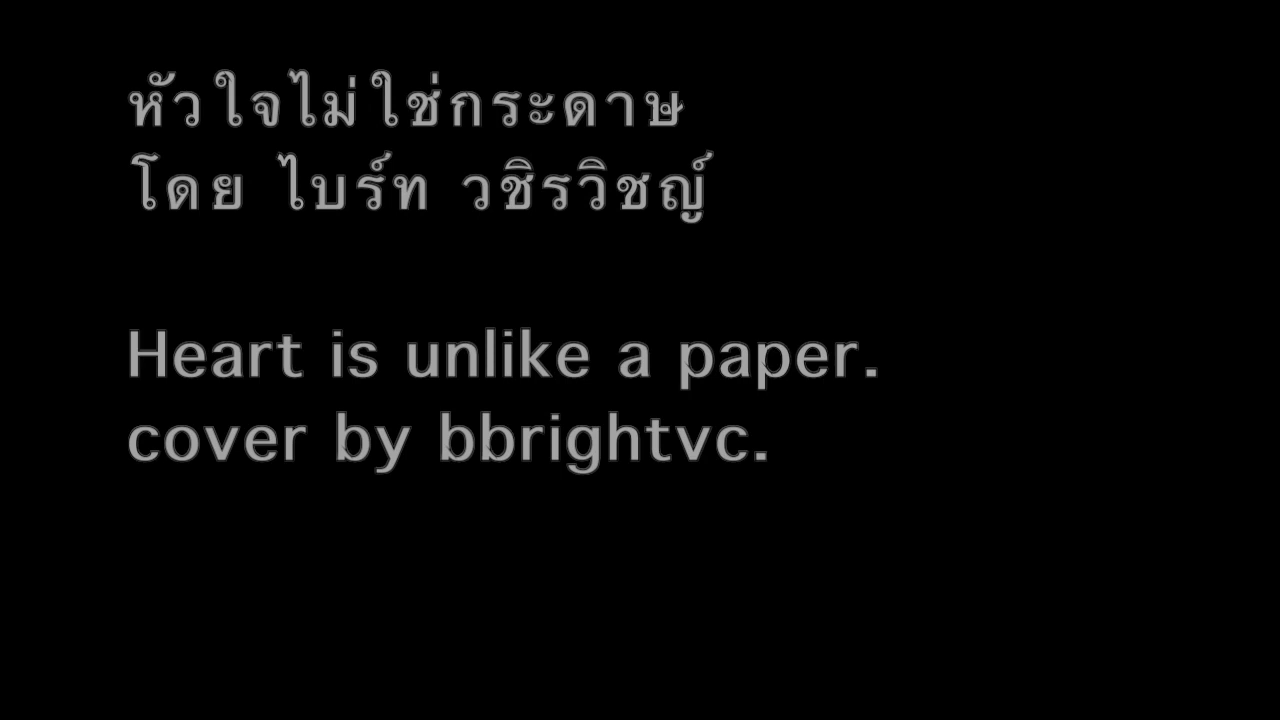 หัวใจไม่ใช่กระดาษ
โดย ไบร์ท วชิรวิชญ์
Heart is unlike a paper.
cover by bbrightvc.